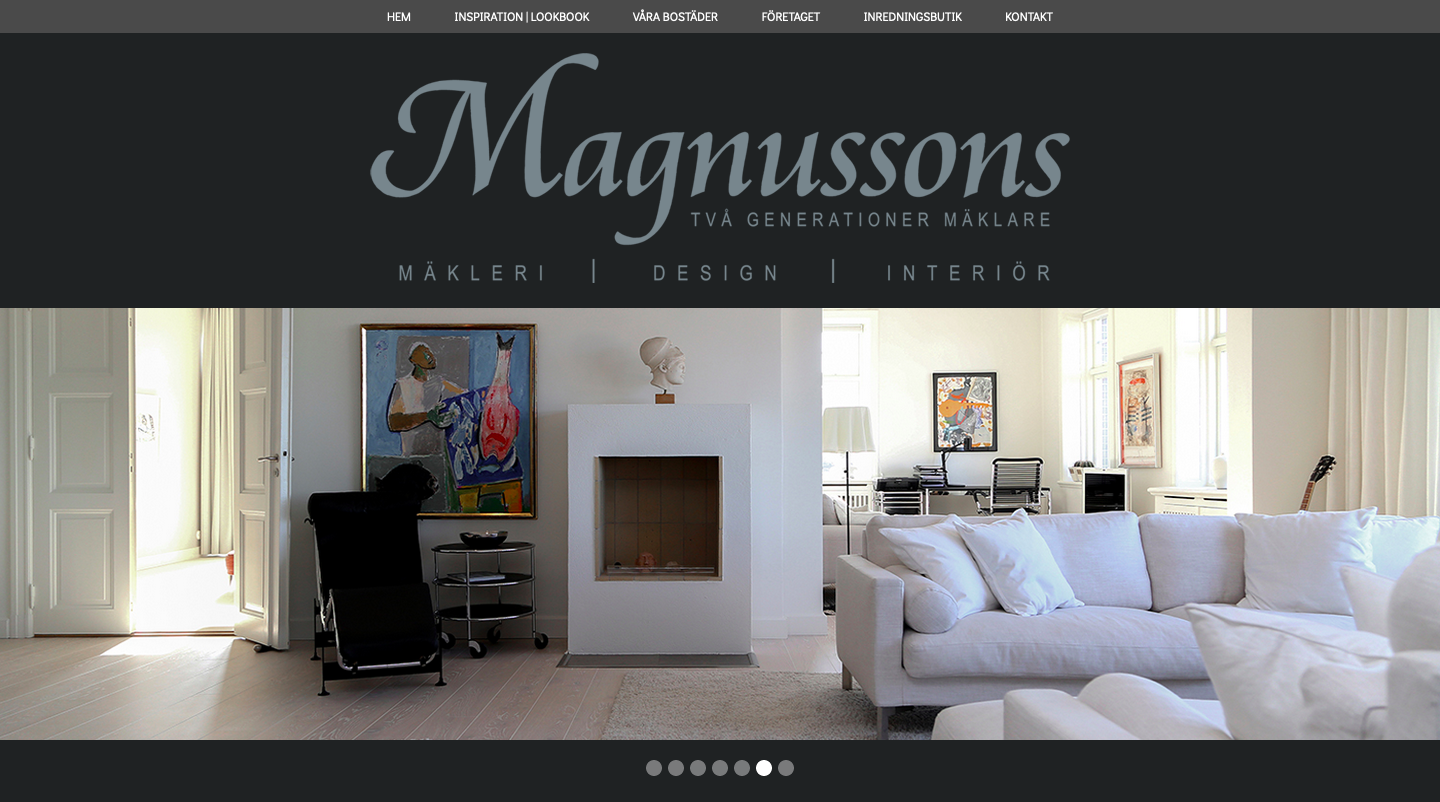 HEM INSPIRATION | LOOKBOOK VÅRA BOSTÄDER FÖRETAGET INREDNINGSBUTIK KONTAKT
Magnussons
TVÅ GENERATIONER MÄKLARE
MÄKLERI | DESIGN | INTERIÖR